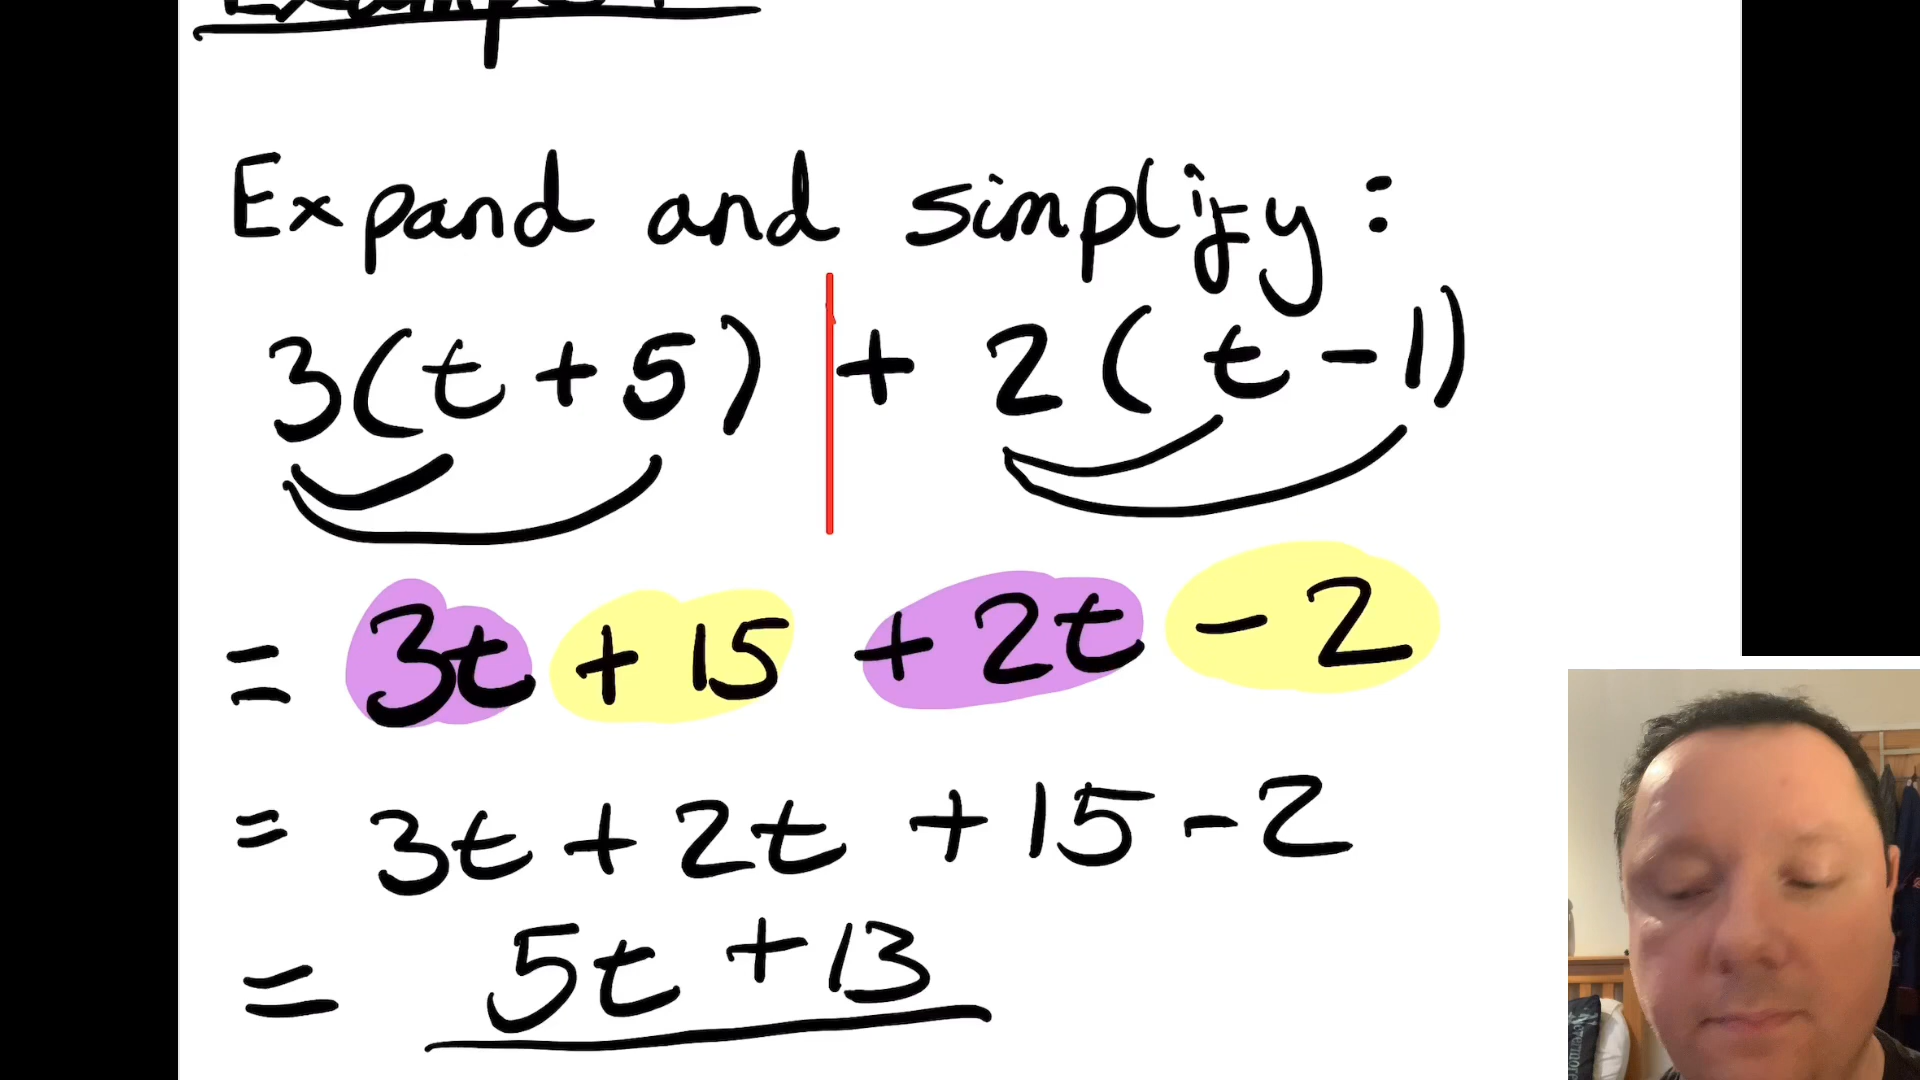 Expand and simplify:
3(t+5) + 2(t-1)
= 3t + 15 + 2t - 2
= 3t + 2t + 15 - 2
= 5t + 13